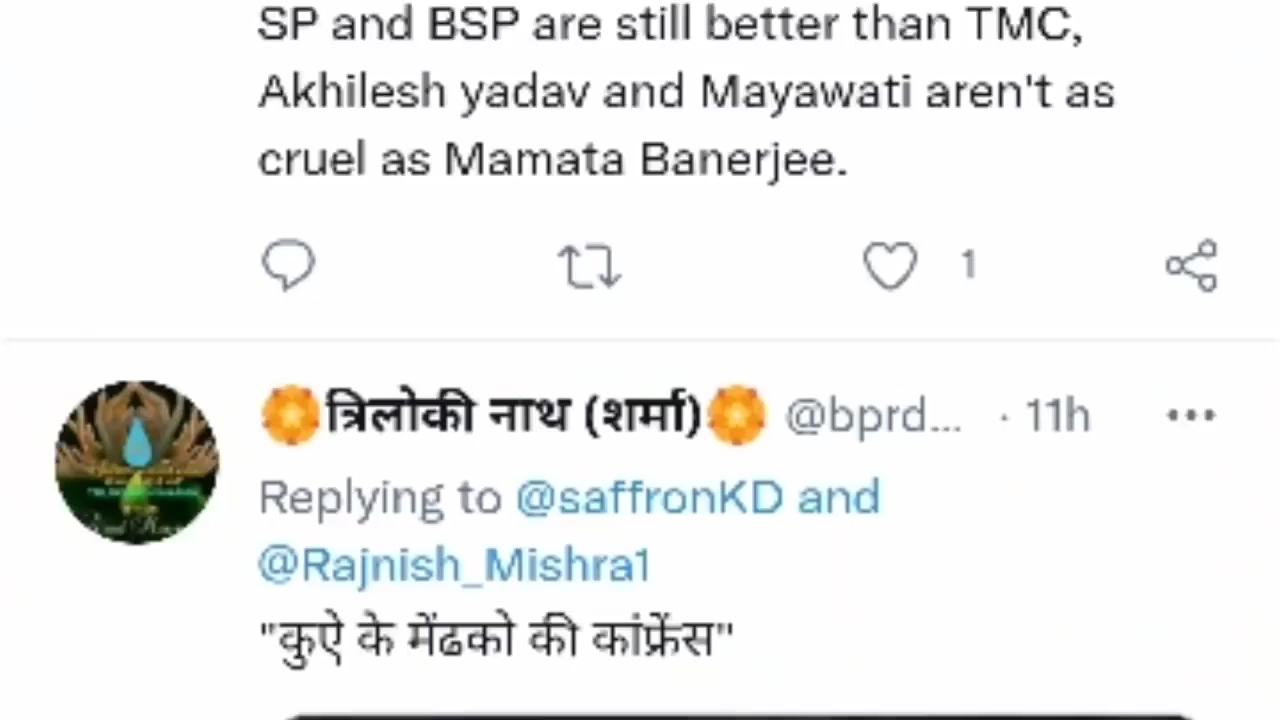 SP and BSP are still better than TMC,
Akhilesh yadav and Mayawati aren't as
cruel as Mamata Banerjee.
1
त्रिलोकी नाथ (शर्मा) @bprd... · 11h
Replying to @saffronKD and
@Rajnish_Mishra1
"कुऐ के मेंढको की कांफ्रेंस"